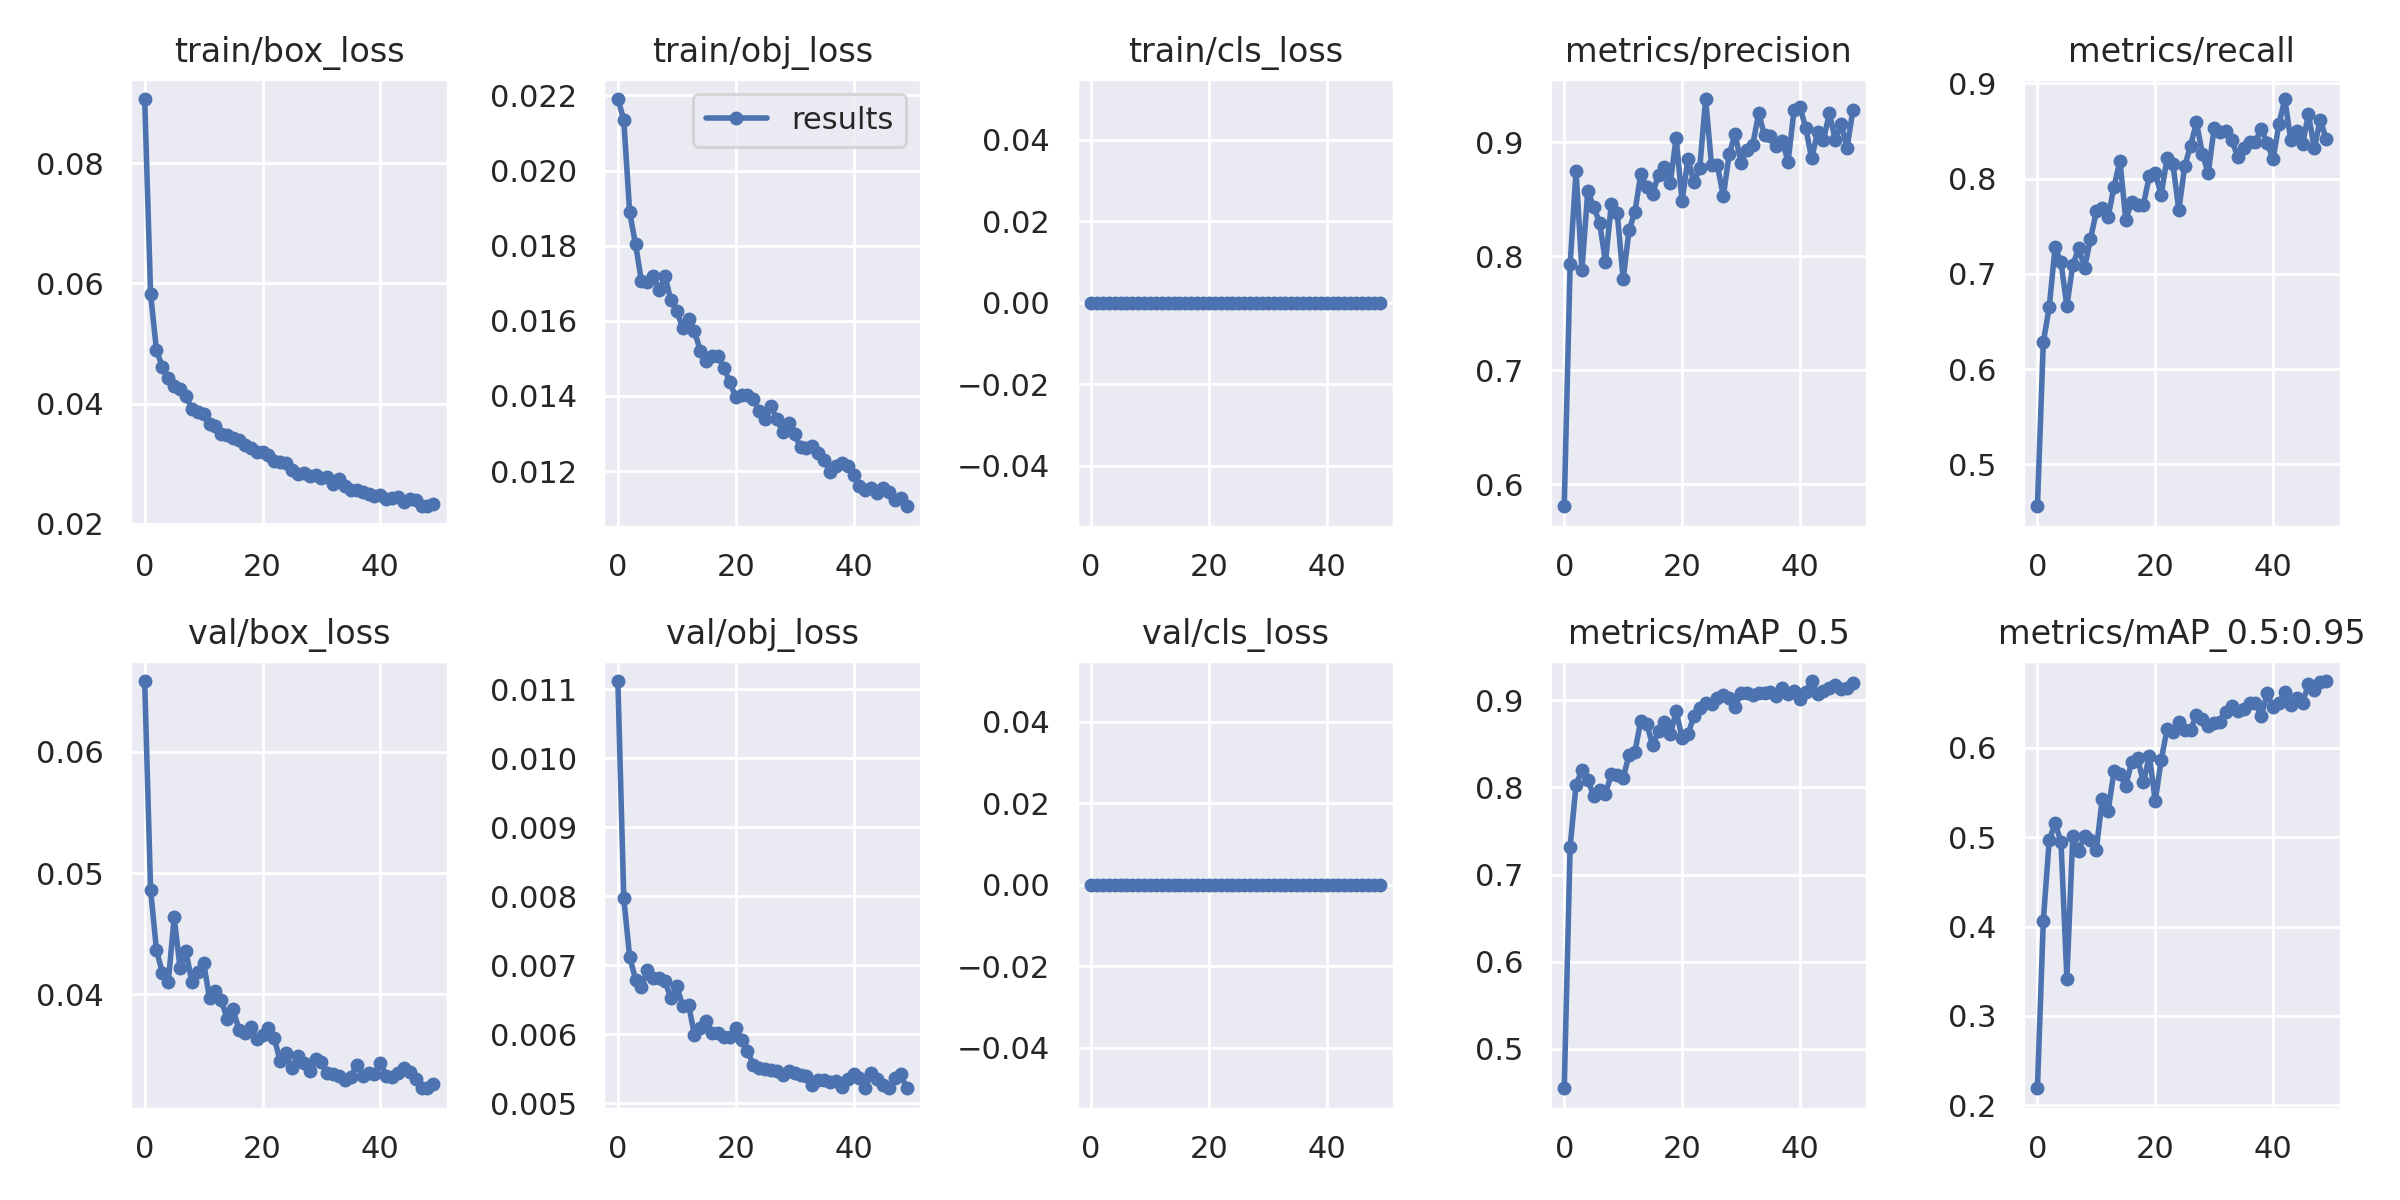 train/box_loss
0.08
0.06
0.04
0.02
0 20 40
train/obj_loss
results
0.022
0.020
0.018
0.016
0.014
0.012
0 20 40
train/cls_loss
0.04
0.02
0.00
−0.02
−0.04
0 20 40
metrics/precision
0.9
0.8
0.7
0.6
0 20 40
metrics/recall
0.9
0.8
0.7
0.6
0.5
0 20 40
val/box_loss
0.06
0.05
0.04
0 20 40
val/obj_loss
0.011
0.010
0.009
0.008
0.007
0.006
0.005
0 20 40
val/cls_loss
0.04
0.02
0.00
−0.02
−0.04
0 20 40
metrics/mAP_0.5
0.9
0.8
0.7
0.6
0.5
0 20 40
metrics/mAP_0.5:0.95
0.6
0.5
0.4
0.3
0.2
0 20 40